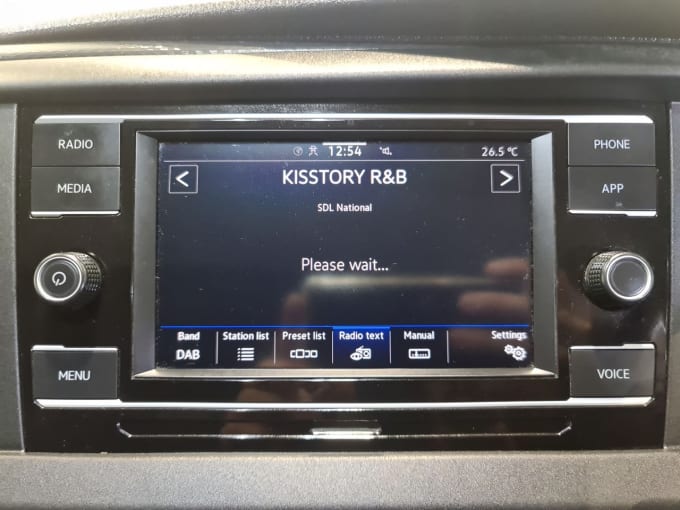 RADIO
MEDIA
MENU
12:54
26.5 °C
KISSTORY R&B
SDL National
Please wait...
Band
DAB
Station list
Preset list
Radio text
Manual
Settings
PHONE
APP
VOICE